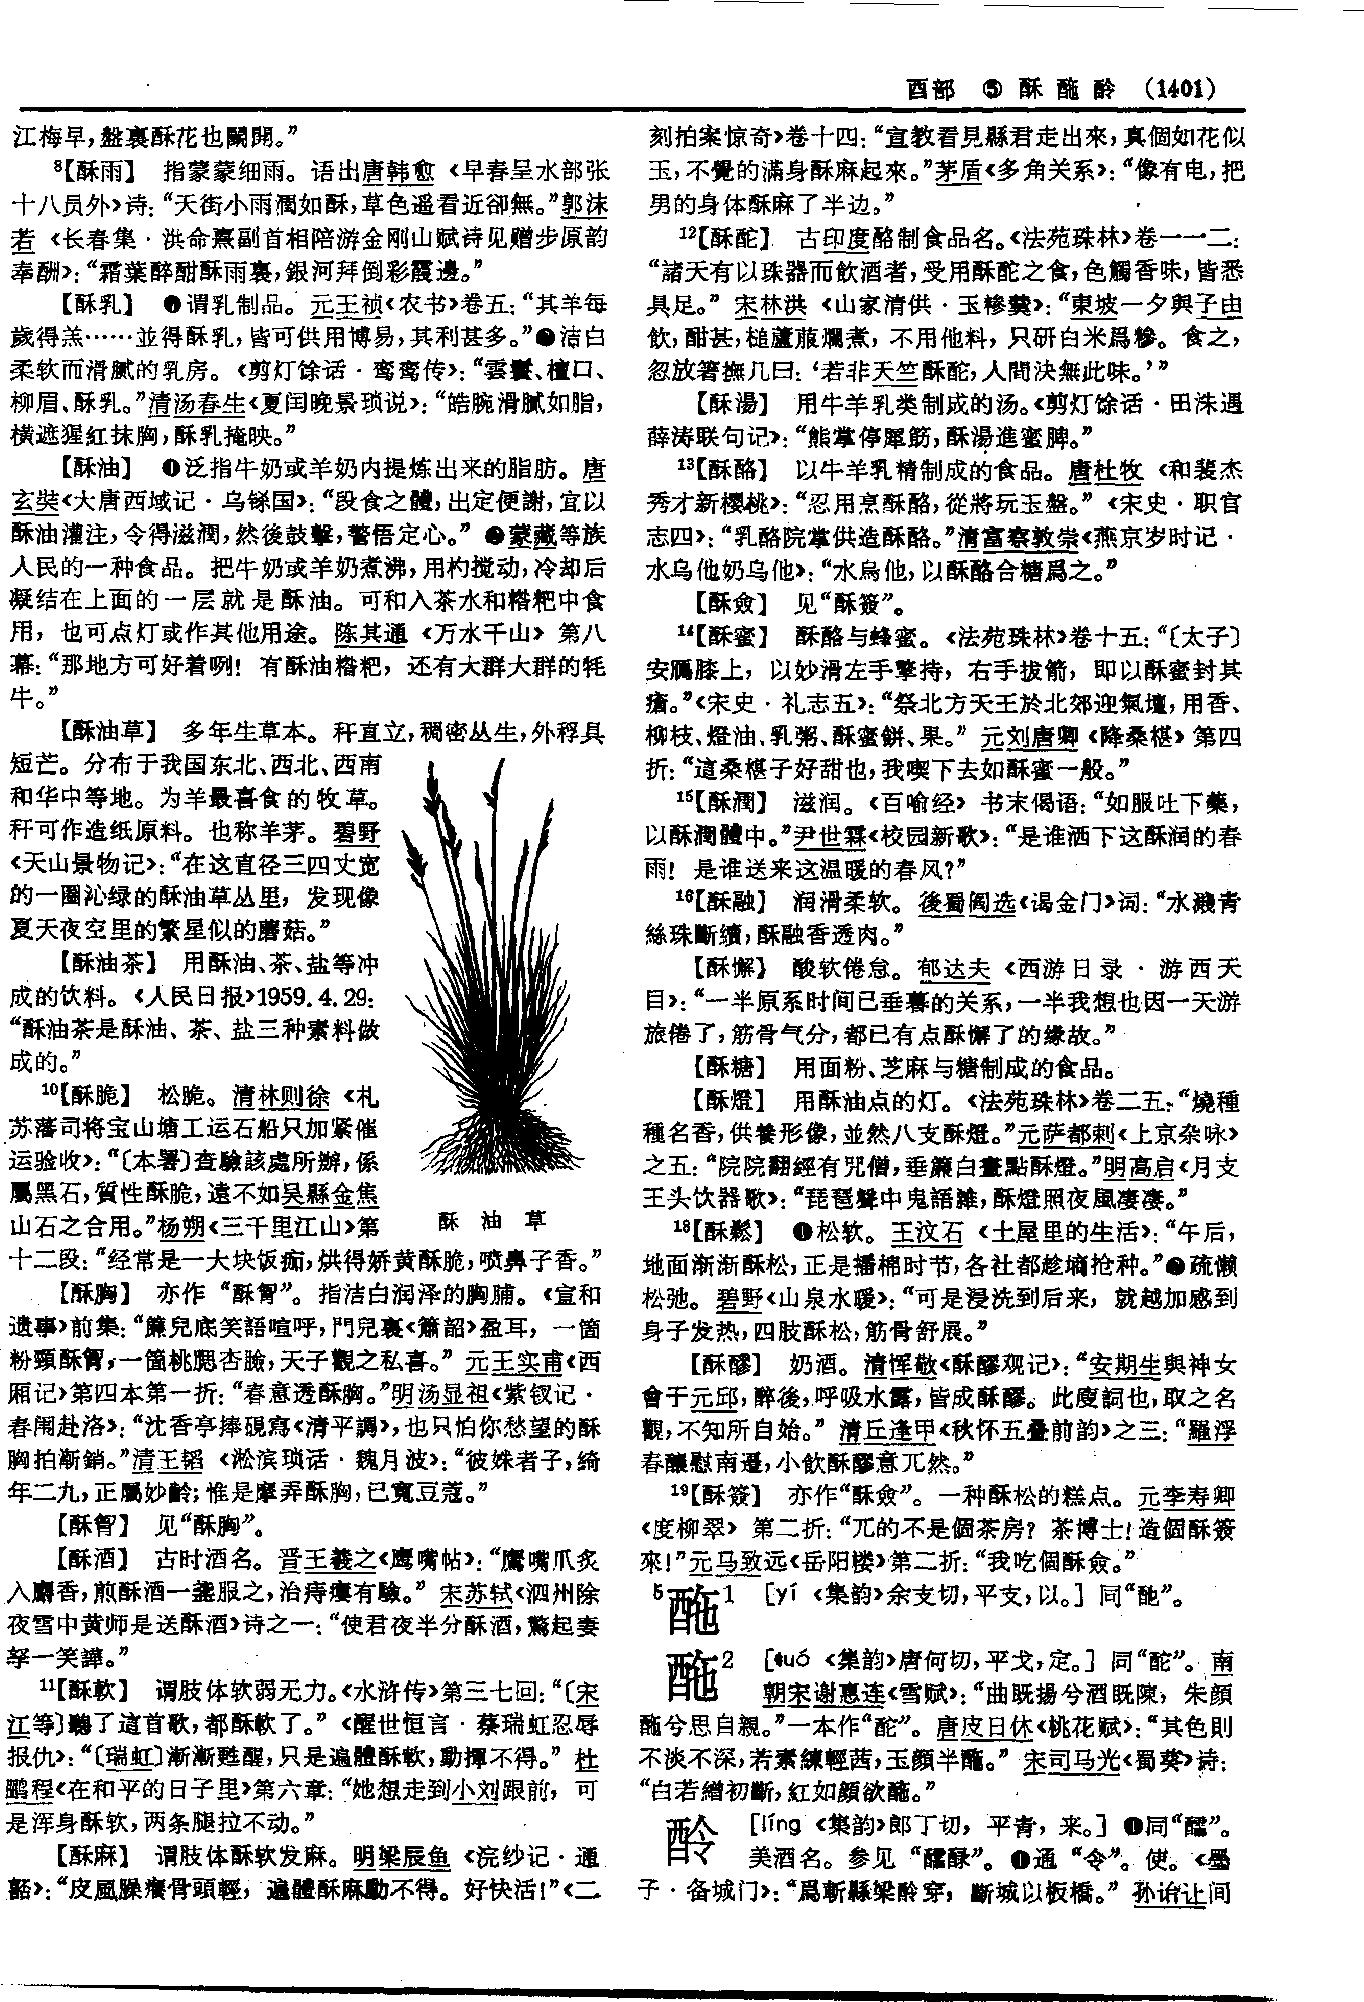 酉部 ⑤ 酥酏酃 (1401)
江梅早，盤裏酥花也鬭開。”
8【酥雨】 指蒙蒙细雨。语出唐韩愈《早春呈水部张
十八员外》诗：“天街小雨潤如酥，草色遥看近卻無。”郭沫
若《长春集·洪命熹副首相陪游金刚山赋诗见赠步原韵
奉酬》：“霜葉醉酣酥雨裏，銀河拜倒彩霞邊。”
【酥乳】 ❶谓乳制品。元王祯《农书》卷五：“其羊每
歲得羔……並得酥乳，皆可供用博易，其利甚多。”❷洁白
柔软而滑腻的乳房。《剪灯馀话·鸾鸾传》：“雲鬟、檀口、
柳眉、酥乳。”清汤春生《夏闺晚景琐说》：“皓腕滑膩如脂，
橫遮猩紅抹胸，酥乳掩映。”
【酥油】 ❶泛指牛奶或羊奶内提炼出来的脂肪。唐
玄奘《大唐西域记·乌铩国》：“段食之體，出定便謝，宜以
酥油灌注，令得滋潤，然後鼓擊，警悟定心。”❷蒙藏等族
人民的一种食品。把牛奶或羊奶煮沸，用杓搅动，冷却后
凝结在上面的一层就是酥油。可和入茶水和糌粑中食
用，也可点灯或作其他用途。陈其通《万水千山》第八
幕：“那地方可好着咧！有酥油糌粑，还有大群大群的牦
牛。”
【酥油草】 多年生草本。秆直立，稠密丛生，外稃具
短芒。分布于我国东北、西北、西南
和华中等地。为羊最喜食的牧草。
秆可作造纸原料。也称羊茅。碧野
《天山景物记》：“在这直径三四丈宽
的一圈沁绿的酥油草丛里，发现像
夏天夜空里的繁星似的蘑菇。”
【酥油茶】 用酥油、茶、盐等冲
成的饮料。《人民日报》1959.4.29：
“酥油茶是酥油、茶、盐三种素料做
成的。”
10【酥脆】 松脆。清林则徐《札
苏藩司将宝山塘工运石船只加紧催
运验收》：“〔本署〕查驗該處所辦，係
屬黑石，質性酥脆，遠不如吴縣金焦
山石之合用。”杨朔《三千里江山》第
十二段：“经常是一大块饭痂，烘得娇黄酥脆，喷鼻子香。”
酥油草
【酥胸】 亦作“酥胷”。指洁白润泽的胸脯。《宣和
遗事》前集：“簾兒底笑語喧呼，門兒裏《簫韶》盈耳，一箇
粉頸酥胷，一箇桃腮杏臉，天子觀之私喜。”元王实甫《西
厢记》第四本第一折：“春意透酥胸。”明汤显祖《紫钗记·
春闱赴洛》：“沈香亭捧硯寫《清平調》，也只怕你愁望的酥
胸拍漸銷。”清王韬《淞滨琐话·魏月波》：“彼姝者子，綺
年二九，正屬妙齡；惟是摩弄酥胸，已寬豆蔻。”
【酥胷】 见“酥胸”。
【酥酒】 古时酒名。晋王羲之《鹰嘴帖》：“鷹嘴爪炙
入麝香，煎酥酒一盞服之，治痔瘻有驗。”宋苏轼《泗州除
夜雪中黄师是送酥酒》诗之一：“使君夜半分酥酒，驚起妻
孥一笑譁。”
11【酥軟】 谓肢体软弱无力。《水浒传》第三七回：“〔宋
江等〕聽了這首歌，都酥軟了。”《醒世恒言·蔡瑞虹忍辱
报仇》：“〔瑞虹〕漸漸甦醒，只是遍體酥軟，動撣不得。”杜
鹏程《在和平的日子里》第六章：“她想走到小刘跟前，可
是浑身酥软，两条腿拉不动。”
【酥麻】 谓肢体酥软发麻。明梁辰鱼《浣纱记·通
嚭》：“皮風臊癢骨頭輕，遍體酥麻動不得。好快活！”《二
刻拍案惊奇》卷十四：“宣教看見縣君走出來，真個如花似
玉，不覺的滿身酥麻起來。”茅盾《多角关系》：“像有电，把
男的身体酥麻了半边。”
12【酥酡】 古印度酪制食品名。《法苑珠林》卷一一二：
“諸天有以珠器而飲酒者，受用酥酡之食，色觸香味，皆悉
具足。”宋林洪《山家清供·玉糁羹》：“東坡一夕與子由
飲，酣甚，槌蘆菔爛煮，不用他料，只研白米爲糝。食之，
忽放箸撫几曰：‘若非天竺酥酡，人間決無此味。’”
【酥湯】 用牛羊乳类制成的汤。《剪灯馀话·田洙遇
薛涛联句记》：“熊掌停犀筯，酥湯進蜜脾。”
13【酥酪】 以牛羊乳精制成的食品。唐杜牧《和裴杰
秀才新樱桃》：“忍用烹酥酪，從將玩玉盤。”《宋史·职官
志四》：“乳酪院掌供造酥酪。”清富察敦崇《燕京岁时记·
水乌他奶乌他》：“水烏他，以酥酪合糖爲之。”
【酥僉】 见“酥簽”。
14【酥蜜】 酥酪与蜂蜜。《法苑珠林》卷十五：“〔太子〕
安鴈膝上，以妙滑左手擎持，右手拔箭，即以酥蜜封其
瘡。”《宋史·礼志五》：“祭北方天王於北郊迎氣壇，用香、
柳枝、燈油、乳粥、酥蜜餅、果。”元刘唐卿《降桑椹》第四
折：“這桑椹子好甜也，我喫下去如酥蜜一般。”
15【酥潤】 滋润。《百喻经》书末偈语：“如服吐下藥，
以酥潤體中。”尹世霖《校园新歌》：“是谁洒下这酥润的春
雨！是谁送来这温暖的春风？”
16【酥融】 润滑柔软。後蜀阎选《谒金门》词：“水濺青
絲珠斷續，酥融香透肉。”
【酥懈】 酸软倦怠。郁达夫《西游日录·游西天
目》：“一半原系时间已垂暮的关系，一半我想也因一天游
旅倦了，筋骨气分，都已有点酥懈了的缘故。”
【酥糖】 用面粉、芝麻与糖制成的食品。
【酥燈】 用酥油点的灯。《法苑珠林》卷二五：“燒種
種名香，供養形像，並然八支酥燈。”元萨都剌《上京杂咏》
之五：“院院翻經有咒僧，垂簾白晝點酥燈。”明高启《月支
王头饮器歌》：“琵琶聲中鬼語雜，酥燈照夜風凄凄。”
18【酥鬆】 ❶松软。王汶石《土屋里的生活》：“午后，
地面渐渐酥松，正是播棉时节，各社都趁墒抢种。”❷疏懒
松弛。碧野《山泉水暖》：“可是浸洗到后来，就越加感到
身子发热，四肢酥松，筋骨舒展。”
【酥醪】 奶酒。清恽敬《酥醪观记》：“安期生與神女
會于元邱，醉後，呼吸水露，皆成酥醪。此廋詞也，取之名
觀，不知所自始。”清丘逢甲《秋怀五叠前韵》之三：“羅浮
春釀慰南遷，小飲酥醪意兀然。”
19【酥簽】 亦作“酥僉”。一种酥松的糕点。元李寿卿
《度柳翠》第二折：“兀的不是個茶房？茶博士！造個酥簽
來！”元马致远《岳阳楼》第二折：“我吃個酥僉。”
5 酏1 [yí 《集韵》余支切，平支，以。] 同“酏”。
酏2 [tuó 《集韵》唐何切，平戈，定。] 同“酡”。南
朝宋谢惠连《雪赋》：“曲既揚兮酒既陳，朱顔
酏兮思自親。”一本作“酡”。唐皮日休《桃花赋》：“其色則
不淡不深，若素練輕茜，玉顔半酏。”宋司马光《蜀葵》诗：
“白若繒初斷，紅如顔欲酏。”
[líng 《集韵》郎丁切，平青，来。] ❶同“醽”。
美酒名。参见“醽酥”。❶通“令”。使。《墨
子·备城门》：“爲斬縣梁酃穿，斷城以板橋。”孙诒让间